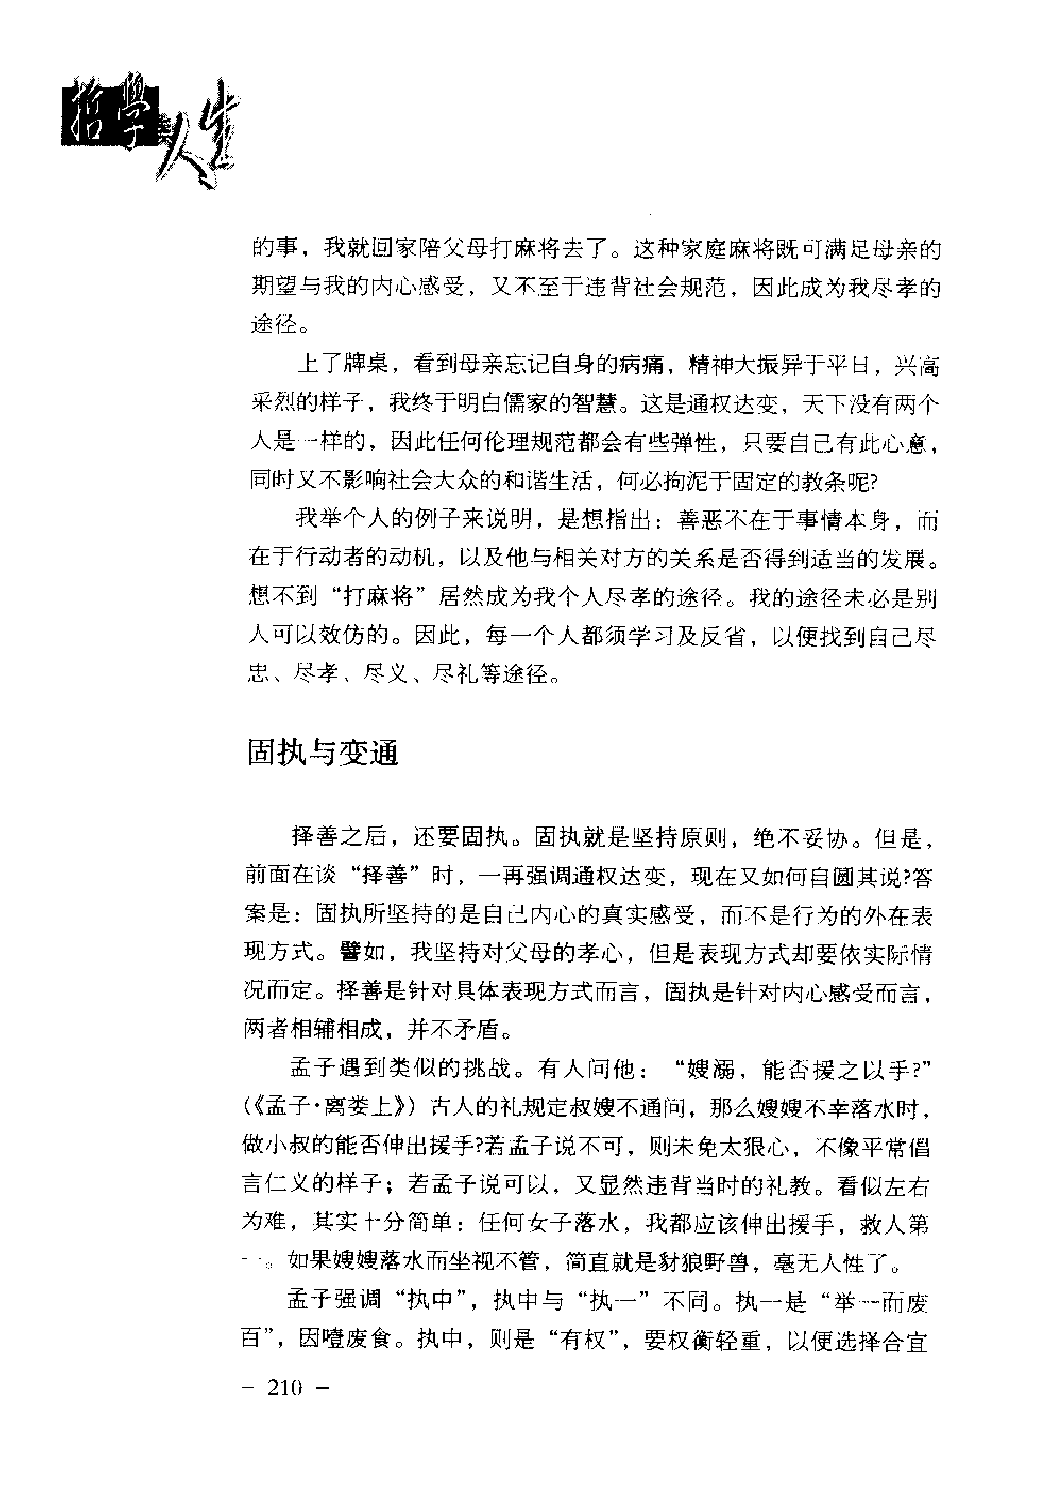 哲學人生
的事，我就回家陪父母打麻将去了。这种家庭麻将既可满足母亲的
期望与我的内心感受，又不至于违背社会规范，因此成为我尽孝的
途径。
上了牌桌，看到母亲忘记自身的病痛，精神大振异于平日，兴高
采烈的样子，我终于明白儒家的智慧。这是通权达变，天下没有两个
人是一样的，因此任何伦理规范都会有些弹性，只要自己有此心意，
同时又不影响社会大众的和谐生活，何必拘泥于固定的教条呢?
我举个人的例子来说明，是想指出：善恶不在于事情本身，而
在于行动者的动机，以及他与相关对方的关系是否得到适当的发展。
想不到“打麻将”居然成为我个人尽孝的途径。我的途径未必是别
人可以效仿的。因此，每一个人都须学习及反省，以便找到自己尽
忠、尽孝、尽义、尽礼等途径。
固执与变通
择善之后，还要固执。固执就是坚持原则，绝不妥协。但是，
前面在谈“择善”时，一再强调通权达变，现在又如何自圆其说?答
案是：固执所坚持的是自己内心的真实感受，而不是行为的外在表
现方式。譬如，我坚持对父母的孝心，但是表现方式却要依实际情
况而定。择善是针对具体表现方式而言，固执是针对内心感受而言，
两者相辅相成，并不矛盾。
孟子遇到类似的挑战。有人问他：“嫂溺，能否援之以手?”
(《孟子·离娄上》）古人的礼规定叔嫂不通问，那么嫂嫂不幸落水时，
做小叔的能否伸出援手?若孟子说不可，则未免太狠心，不像平常倡
言仁义的样子；若孟子说可以，又显然违背当时的礼教。看似左右
为难，其实十分简单：任何女子落水，我都应该伸出援手，救人第
一。如果嫂嫂落水而坐视不管，简直就是豺狼野兽，毫无人性了。
孟子强调“执中”，执中与“执一”不同。执一是“举一而废
百”，因噎废食。执中，则是“有权”，要权衡轻重，以便选择合宜
- 210 -